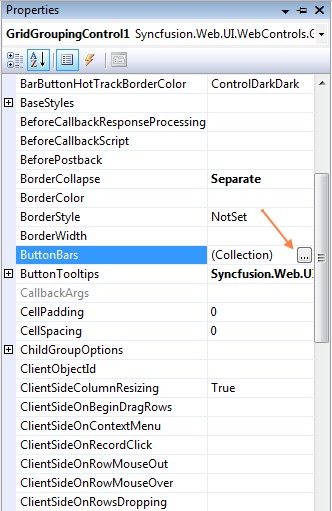 Properties
GridGroupingControl1 Syncfusion.Web.UI.WebControls.G
BarButtonHotTrackBorderColor ControlDarkDark
BaseStyles
BeforeCallbackResponseProcessing
BeforeCallbackScript
BeforePostback
BorderCollapse Separate
BorderColor
BorderStyle NotSet
BorderWidth
ButtonBars (Collection) ...
ButtonTooltips Syncfusion.Web.UI
CallbackArgs
CellPadding 0
CellSpacing 0
ChildGroupOptions
ClientObjectId
ClientSideColumnResizing True
ClientSideOnBeginDragRows
ClientSideOnContextMenu
ClientSideOnRecordClick
ClientSideOnRowMouseOut
ClientSideOnRowMouseOver
ClientSideOnRowsDropping